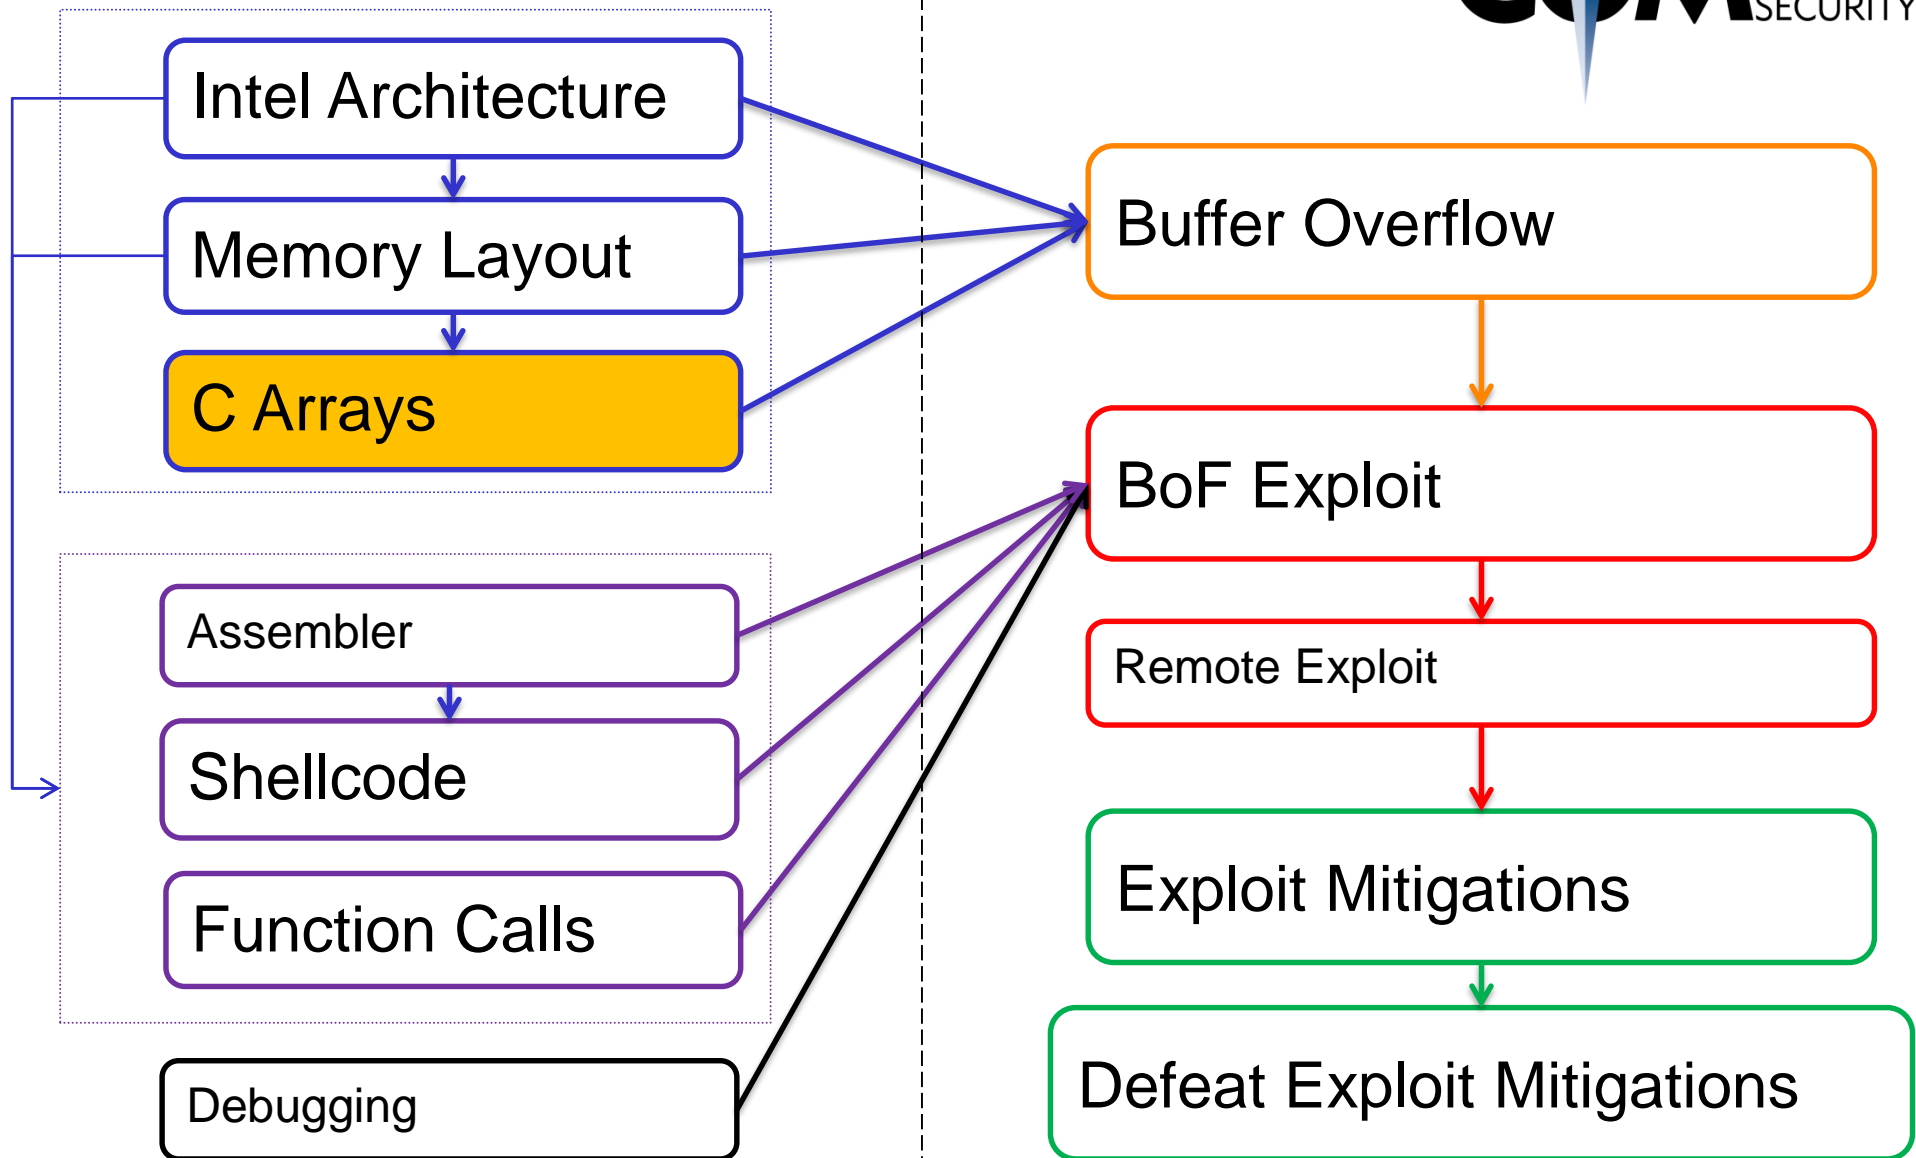 SECURITY
Intel Architecture
Memory Layout
C Arrays
Assembler
Shellcode
Function Calls
Debugging
Buffer Overflow
BoF Exploit
Remote Exploit
Exploit Mitigations
Defeat Exploit Mitigations